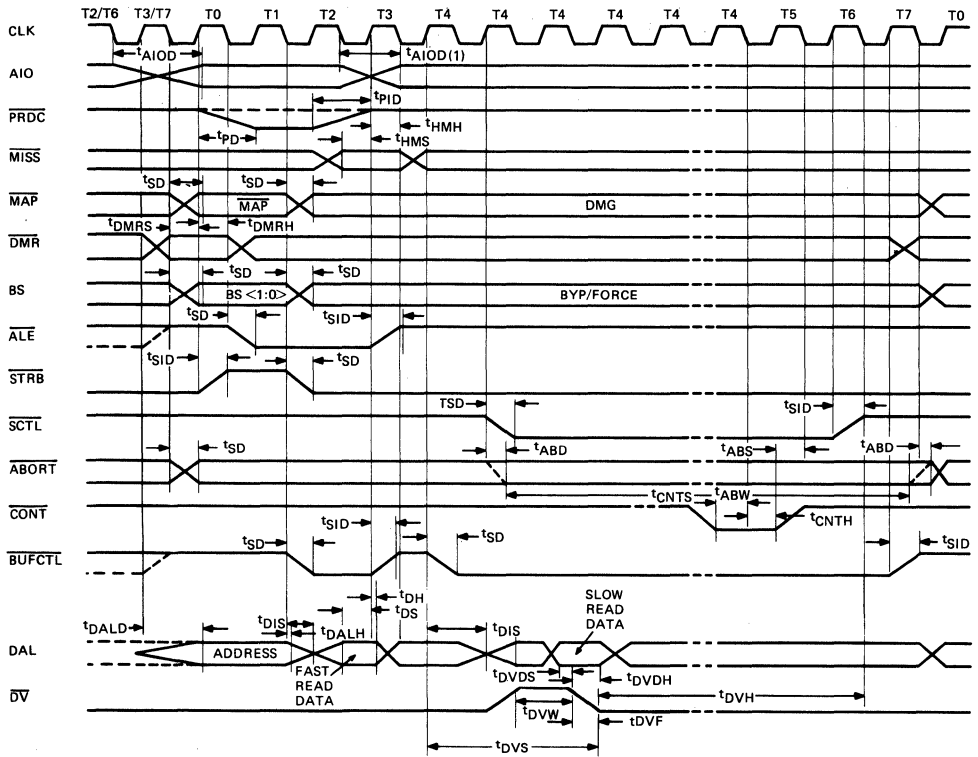 T2/T6 T3/T7 T0 T1 T2 T3 T4 T4 T4 T4 T4 T4 T5 T6 T7 T0
CLK
tAIOD tAIOD(1)
AIO
tPID
PRDC
tPD tHMH
tHMS
MISS
tSD tSD
MAP MAP DMG
tDMRS tDMRH
DMR
tSD tSD
BS BS <1:0> BYP/FORCE
tSD tSID
ALE
tSID tSD
STRB
TSD tSID
SCTL
tSD tABD tABS tABD
ABORT
tCNTS tABW
CONT
tSID tCNTH
tSD tSD tSID
BUFCTL
tDH
tDS SLOW READ DATA
tDALD tDIS tDALH tDIS
DAL ADDRESS
FAST READ DATA
tDVDS tDVDH
DV tDVH
tDVW tDVF
tDVS